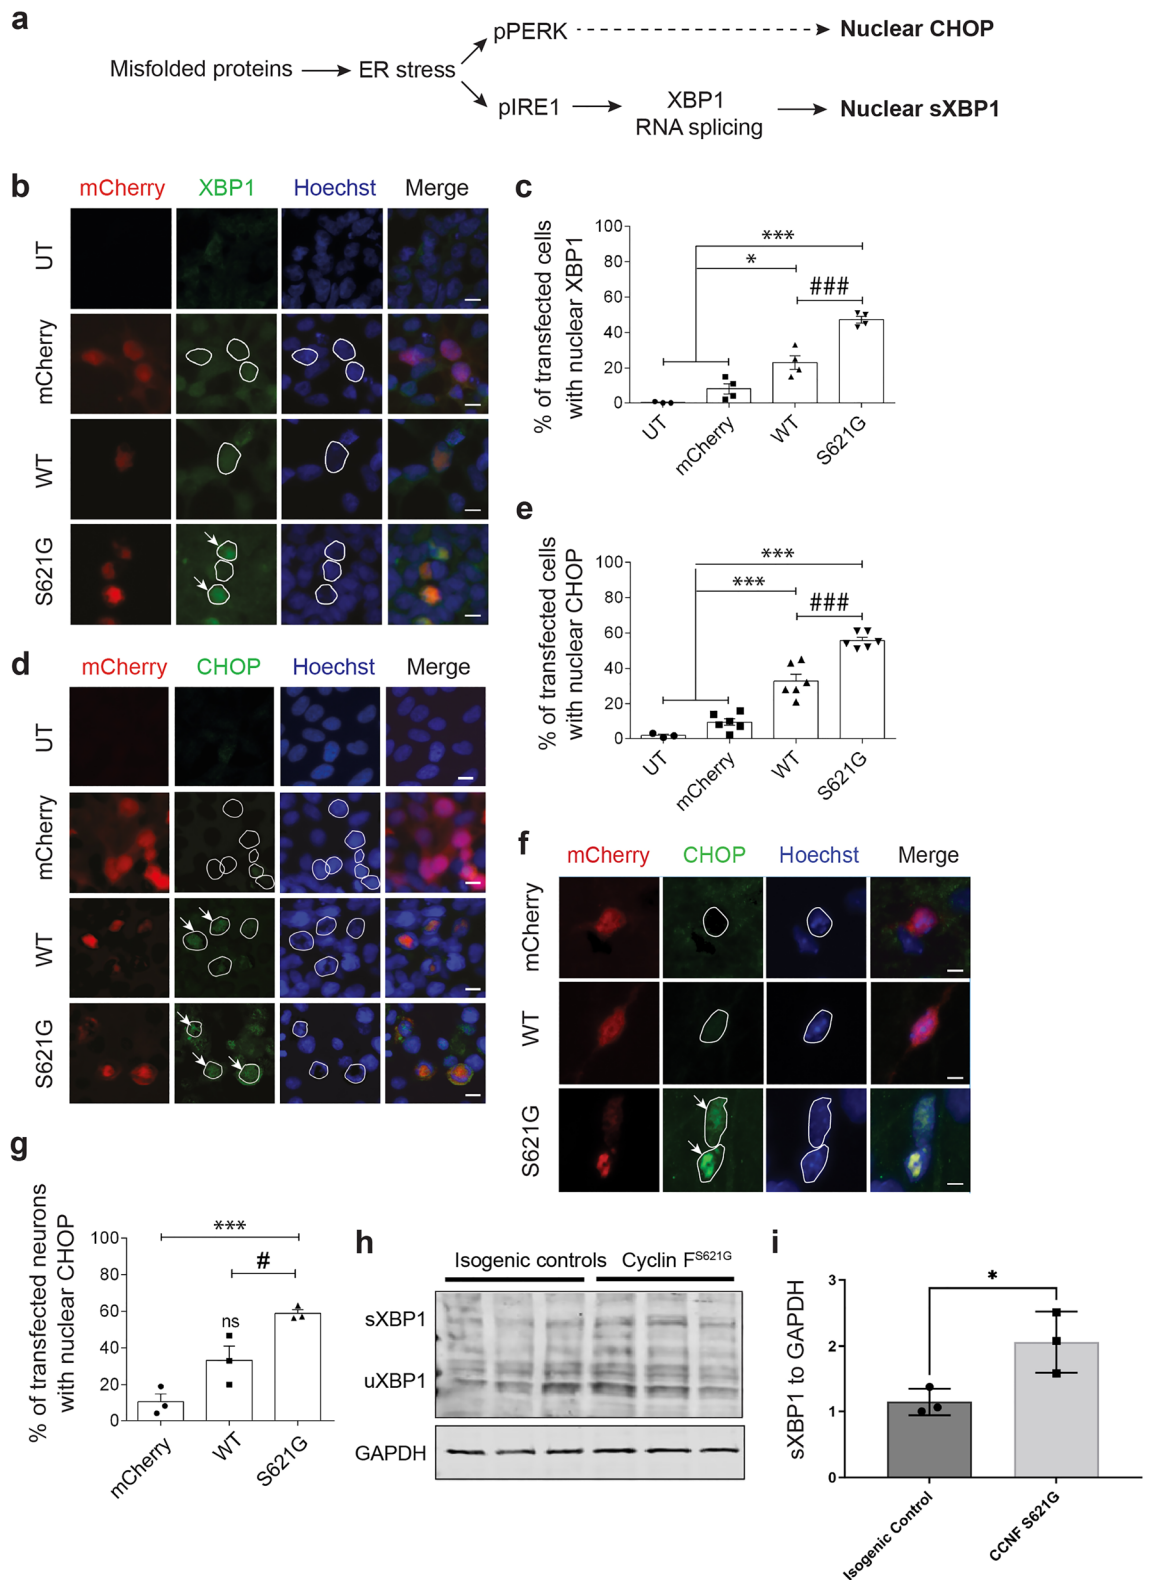 a
Misfolded proteins
ER stress
pPERK
Nuclear CHOP
pIRE1
XBP1
RNA splicing
Nuclear sXBP1
b
mCherry XBP1 Hoechst Merge
UT
mCherry
WT
S621G
c
% of transfected cells
with nuclear XBP1
100
80
60
40
20
0
***
*
###
UT
mCherry
WT
S621G
d
mCherry CHOP Hoechst Merge
UT
mCherry
WT
S621G
e
% of transfected cells
with nuclear CHOP
100
80
60
40
20
0
***
***
###
UT
mCherry
WT
S621G
f
mCherry CHOP Hoechst Merge
mCherry
WT
S621G
g
% of transfected neurons
with nuclear CHOP
100
80
60
40
20
0
***
#
ns
mCherry
WT
S621G
h
Isogenic controls Cyclin F^S621G
sXBP1
uXBP1
GAPDH
i
sXBP1 to GAPDH
3
2
1
0
*
Isogenic Control
CCNF S621G